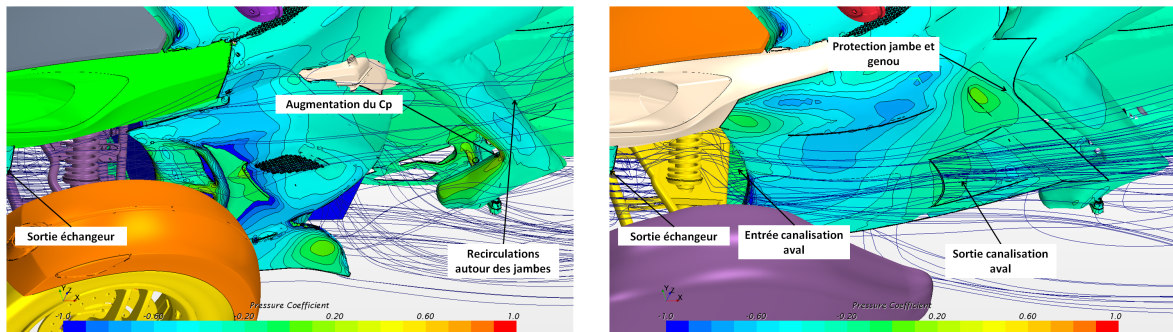 Augmentation du Cp
Sortie échangeur
Recirculations
autour des jambes
Y Z
X
Pressure Coefficient
-1.0 -0.60 -0.20 0.20 0.60 1.0
Protection jambe et
genou
Sortie échangeur
Entrée canalisation
aval
Sortie canalisation
aval
Y Z
X
Pressure Coefficient
-1.0 -0.60 -0.20 0.20 0.60 1.0